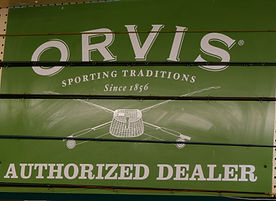 ORVIS®
SPORTING TRADITIONS
Since 1856
AUTHORIZED DEALER